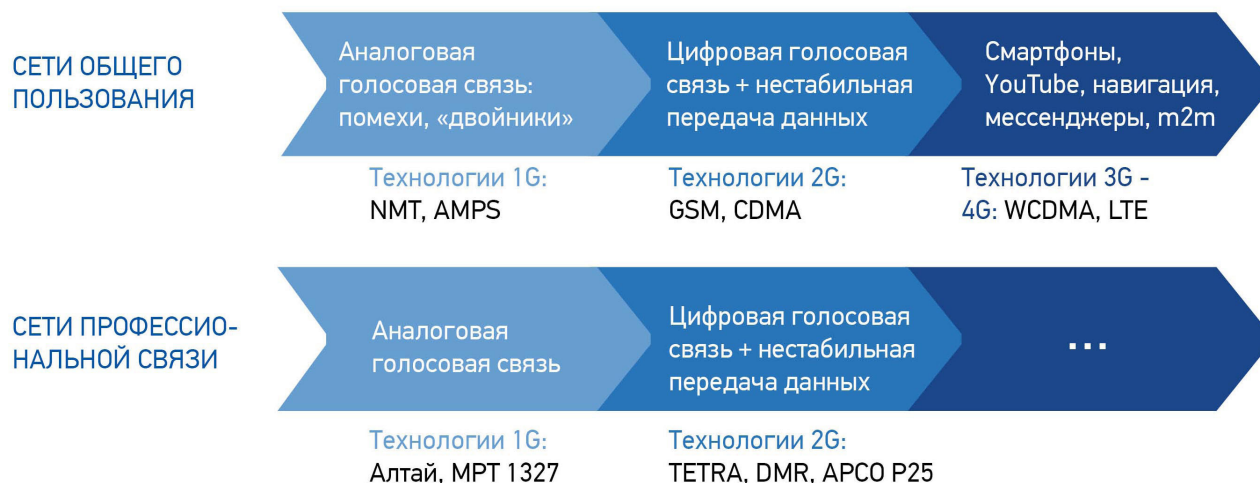 СЕТИ ОБЩЕГО
ПОЛЬЗОВАНИЯ
Аналоговая
голосовая связь:
помехи, «двойники»
Цифровая голосовая
связь + нестабильная
передача данных
Смартфоны,
YouTube, навигация,
мессенджеры, m2m
Технологии 1G:
NMT, AMPS
Технологии 2G:
GSM, CDMA
Технологии 3G -
4G: WCDMA, LTE
СЕТИ ПРОФЕССИО-
НАЛЬНОЙ СВЯЗИ
Аналоговая
голосовая связь
Цифровая голосовая
связь + нестабильная
передача данных
...
Технологии 1G:
Алтай, МРТ 1327
Технологии 2G:
TETRA, DMR, APCO P25